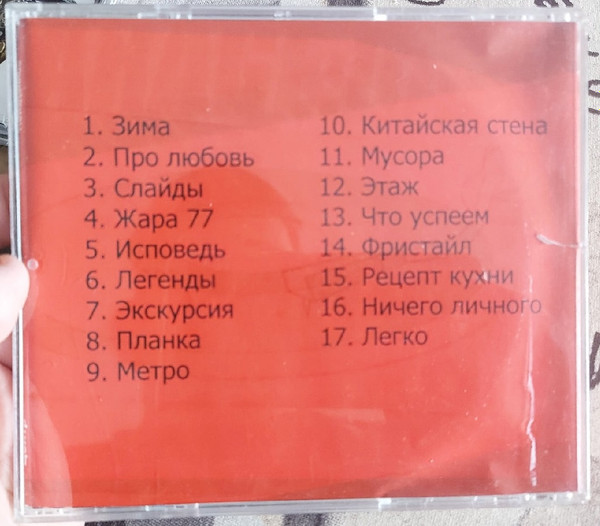 1. Зима
2. Про любовь
3. Слайды
4. Жара 77
5. Исповедь
6. Легенды
7. Экскурсия
8. Планка
9. Метро
10. Китайская стена
11. Мусора
12. Этаж
13. Что успеем
14. Фристайл
15. Рецепт кухни
16. Ничего личного
17. Легко